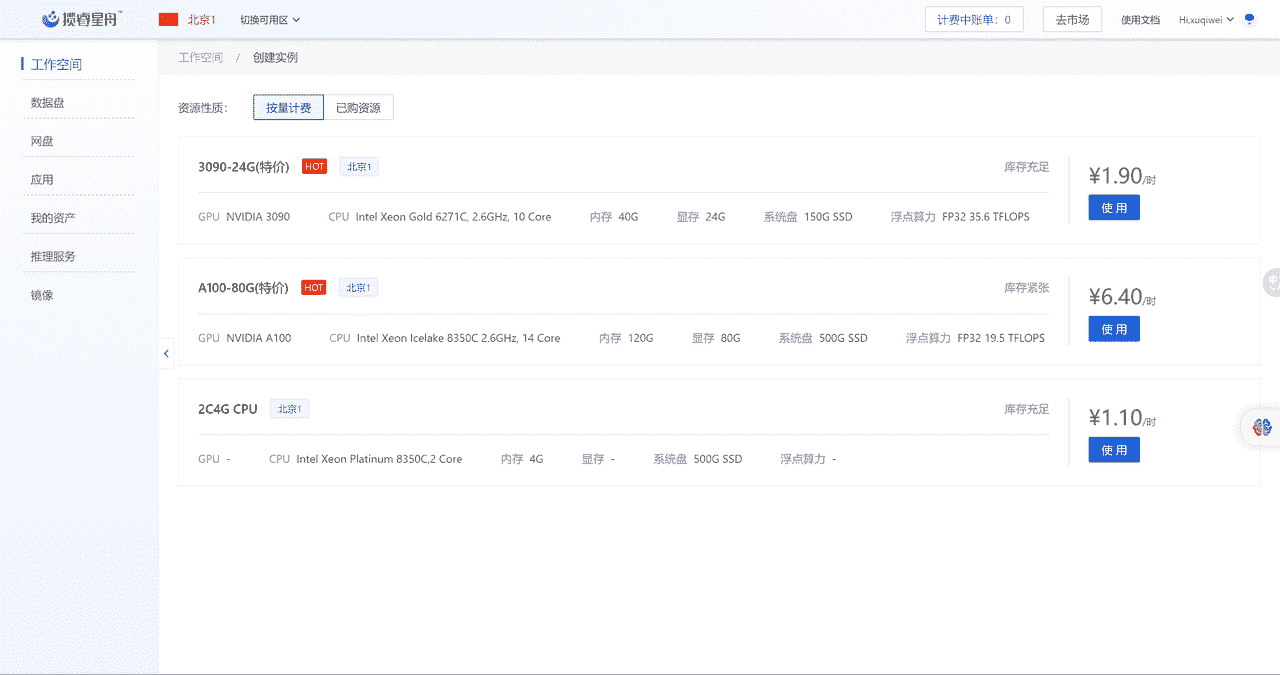 揽睿星舟™ 北京1 切换可用区 计费中账单：0 去市场 使用文档 Hi,xuqiwei
工作空间
数据盘
网盘
应用
我的资产
推理服务
镜像
工作空间 / 创建实例
资源性质： 按量计费 已购资源
3090-24G(特价) HOT 北京1 库存充足
GPU NVIDIA 3090 CPU Intel Xeon Gold 6271C, 2.6GHz, 10 Core 内存 40G 显存 24G 系统盘 150G SSD 浮点算力 FP32 35.6 TFLOPS
¥1.90/时
使 用
A100-80G(特价) HOT 北京1 库存紧张
GPU NVIDIA A100 CPU Intel Xeon Icelake 8350C 2.6GHz, 14 Core 内存 120G 显存 80G 系统盘 500G SSD 浮点算力 FP32 19.5 TFLOPS
¥6.40/时
使 用
2C4G CPU 北京1 库存充足
GPU - CPU Intel Xeon Platinum 8350C,2 Core 内存 4G 显存 - 系统盘 500G SSD 浮点算力 -
¥1.10/时
使 用